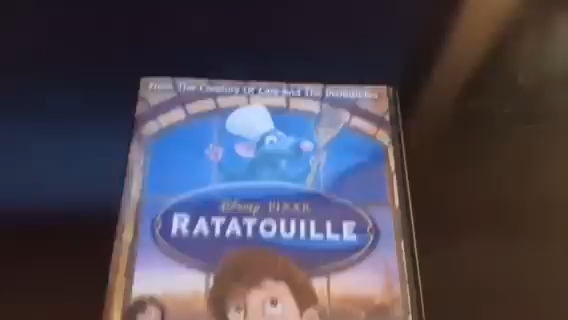 From The Creators Of Cars And The Incredibles
Disney PIXAR
RATATOUILLE